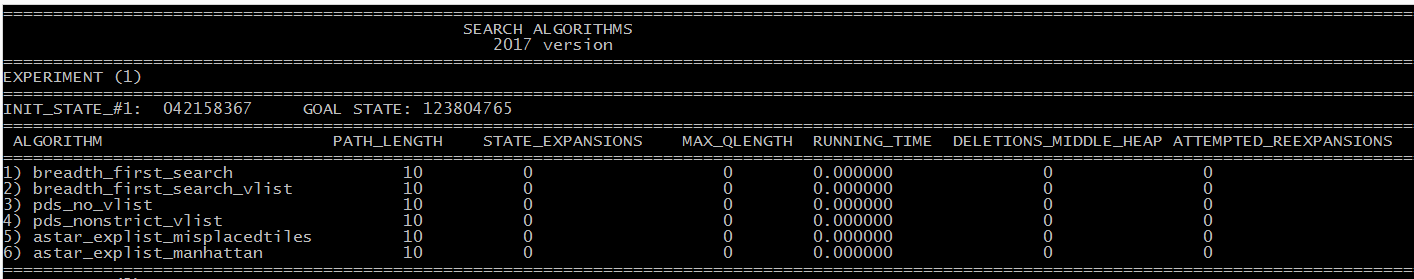 ==============================================================================================================================================
SEARCH ALGORITHMS
2017 version
==============================================================================================================================================
EXPERIMENT (1)
==============================================================================================================================================
INIT_STATE_#1: 042158367 GOAL STATE: 123804765
==============================================================================================================================================
ALGORITHM PATH_LENGTH STATE_EXPANSIONS MAX_QLENGTH RUNNING_TIME DELETIONS_MIDDLE_HEAP ATTEMPTED_REEXPANSIONS
==============================================================================================================================================
1) breadth_first_search 10 0 0 0.000000 0 0
2) breadth_first_search_vlist 10 0 0 0.000000 0 0
3) pds_no_vlist 10 0 0 0.000000 0 0
4) pds_nonstrict_vlist 10 0 0 0.000000 0 0
5) astar_explist_misplacedtiles 10 0 0 0.000000 0 0
6) astar_explist_manhattan 10 0 0 0.000000 0 0
==============================================================================================================================================